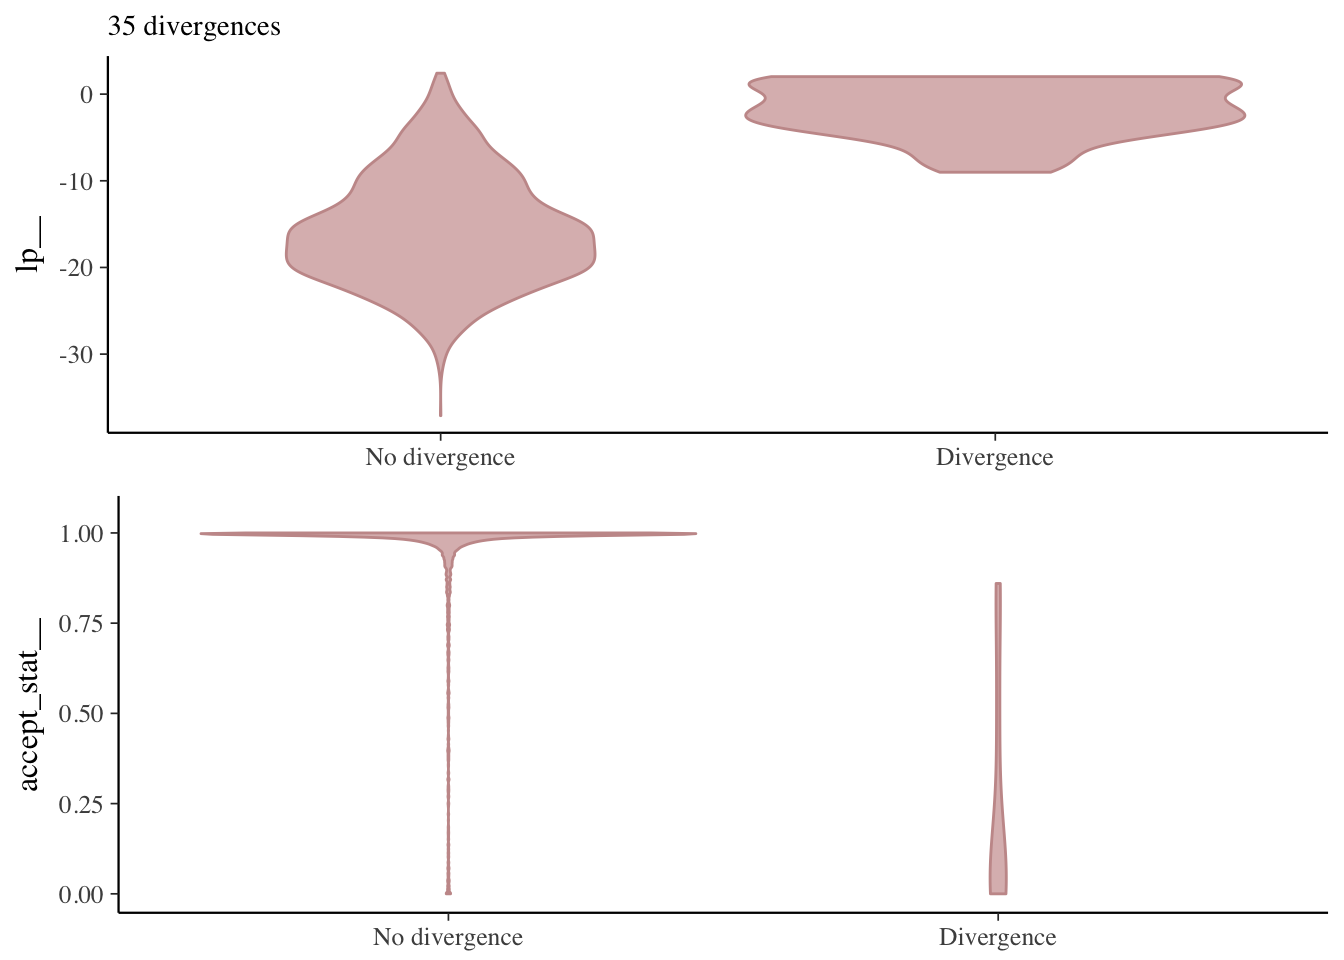 35 divergences
lp__
0
-10
-20
-30
No divergence
Divergence
accept_stat__
1.00
0.75
0.50
0.25
0.00
No divergence
Divergence